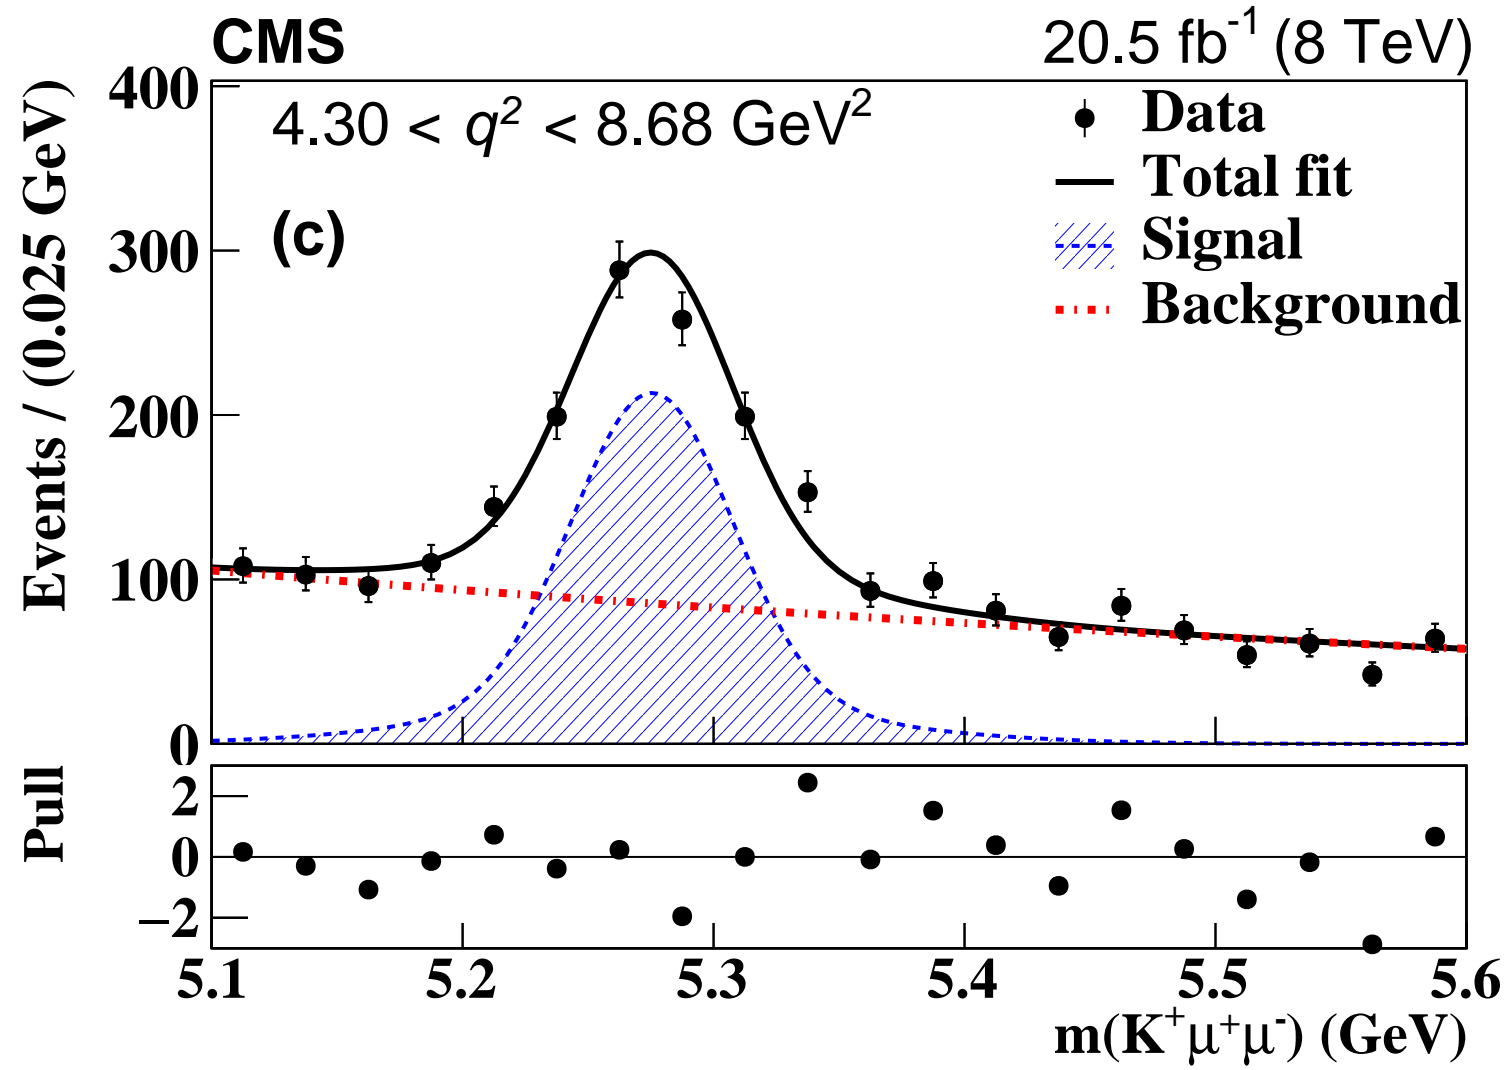 CMS 20.5 fb⁻¹ (8 TeV)
4.30 < q² < 8.68 GeV²
(c)
Data
Total fit
Signal
Background
Events / (0.025 GeV)
400
300
200
100
0
Pull
2
0
−2
5.1 5.2 5.3 5.4 5.5 5.6
m(K⁺μ⁺μ⁻) (GeV)